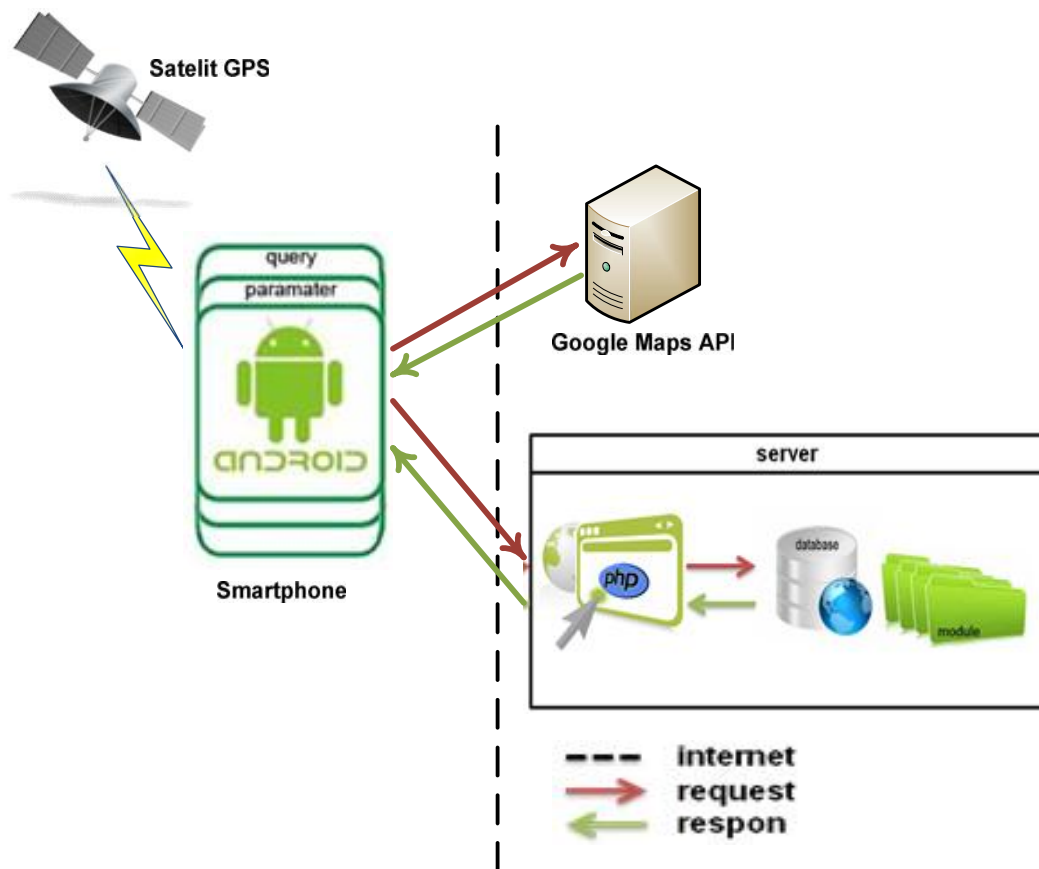 Satelit GPS
query
paramater
ANDROID
Smartphone
Google Maps API
server
php
database
module
internet
request
respon